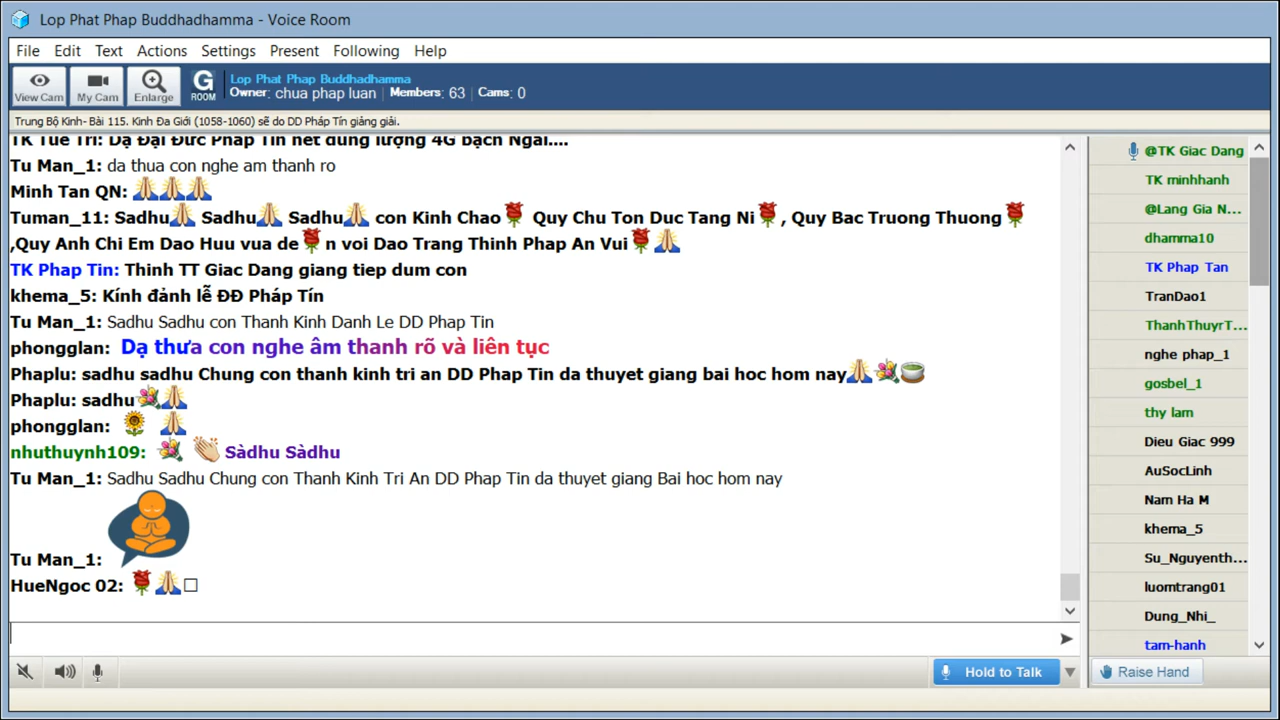 Lop Phat Phap Buddhadhamma - Voice Room
File Edit Text Actions Settings Present Following Help
View Cam My Cam Enlarge G ROOM
Lop Phat Phap Buddhadhamma
Owner: chua phap luan | Members: 63 | Cams: 0
Trung Bộ Kinh- Bài 115. Kinh Đa Giới (1058-1060) sẽ do DD Pháp Tín giảng giải.
TK Tue Tri: Dạ Đại Đức Pháp Tín hết dung lượng 4G bạch Ngài....
Tu Man_1: da thua con nghe am thanh ro
Minh Tan QN: 🙏🙏🙏
Tuman_11: Sadhu🙏 Sadhu🙏 Sadhu🙏 con Kinh Chao🌹 Quy Chu Ton Duc Tang Ni🌹, Quy Bac Truong Thuong🌹
,Quy Anh Chi Em Dao Huu vua de🌹n voi Dao Trang Thinh Phap An Vui🌹🙏
TK Phap Tin: Thinh TT Giac Dang giang tiep dum con
khema_5: Kính đảnh lễ ĐĐ Pháp Tín
Tu Man_1: Sadhu Sadhu con Thanh Kinh Danh Le DD Phap Tin
phongglan: Dạ thưa con nghe âm thanh rõ và liên tục
Phaplu: sadhu sadhu Chung con thanh kinh tri an DD Phap Tin da thuyet giang bai hoc hom nay🙏💐🍵
Phaplu: sadhu💐🙏
phongglan: 🌻 🙏
nhuthuynh109: 💐 👏 Sàdhu Sàdhu
Tu Man_1: Sadhu Sadhu Chung con Thanh Kinh Tri An DD Phap Tin da thuyet giang Bai hoc hom nay
Tu Man_1:
HueNgoc 02: 🌹🙏□
@TK Giac Dang
TK minhhanh
@Lang Gia N...
dhamma10
TK Phap Tan
TranDao1
ThanhThuyrT...
nghe phap_1
gosbel_1
thy lam
Dieu Giac 999
AuSocLinh
Nam Ha M
khema_5
Su_Nguyenth...
luomtrang01
Dung_Nhi_
tam-hanh
Hold to Talk
Raise Hand